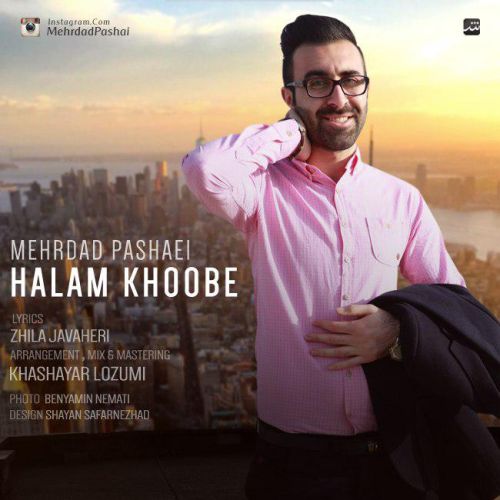 Instagram.Com
MehrdadPashai
MEHRDAD PASHAEI
HALAM KHOOBE
LYRICS
ZHILA JAVAHERI
ARRANGEMENT , MIX & MASTERING
KHASHAYAR LOZUMI
PHOTO BENYAMIN NEMATI
DESIGN SHAYAN SAFARNEZHAD